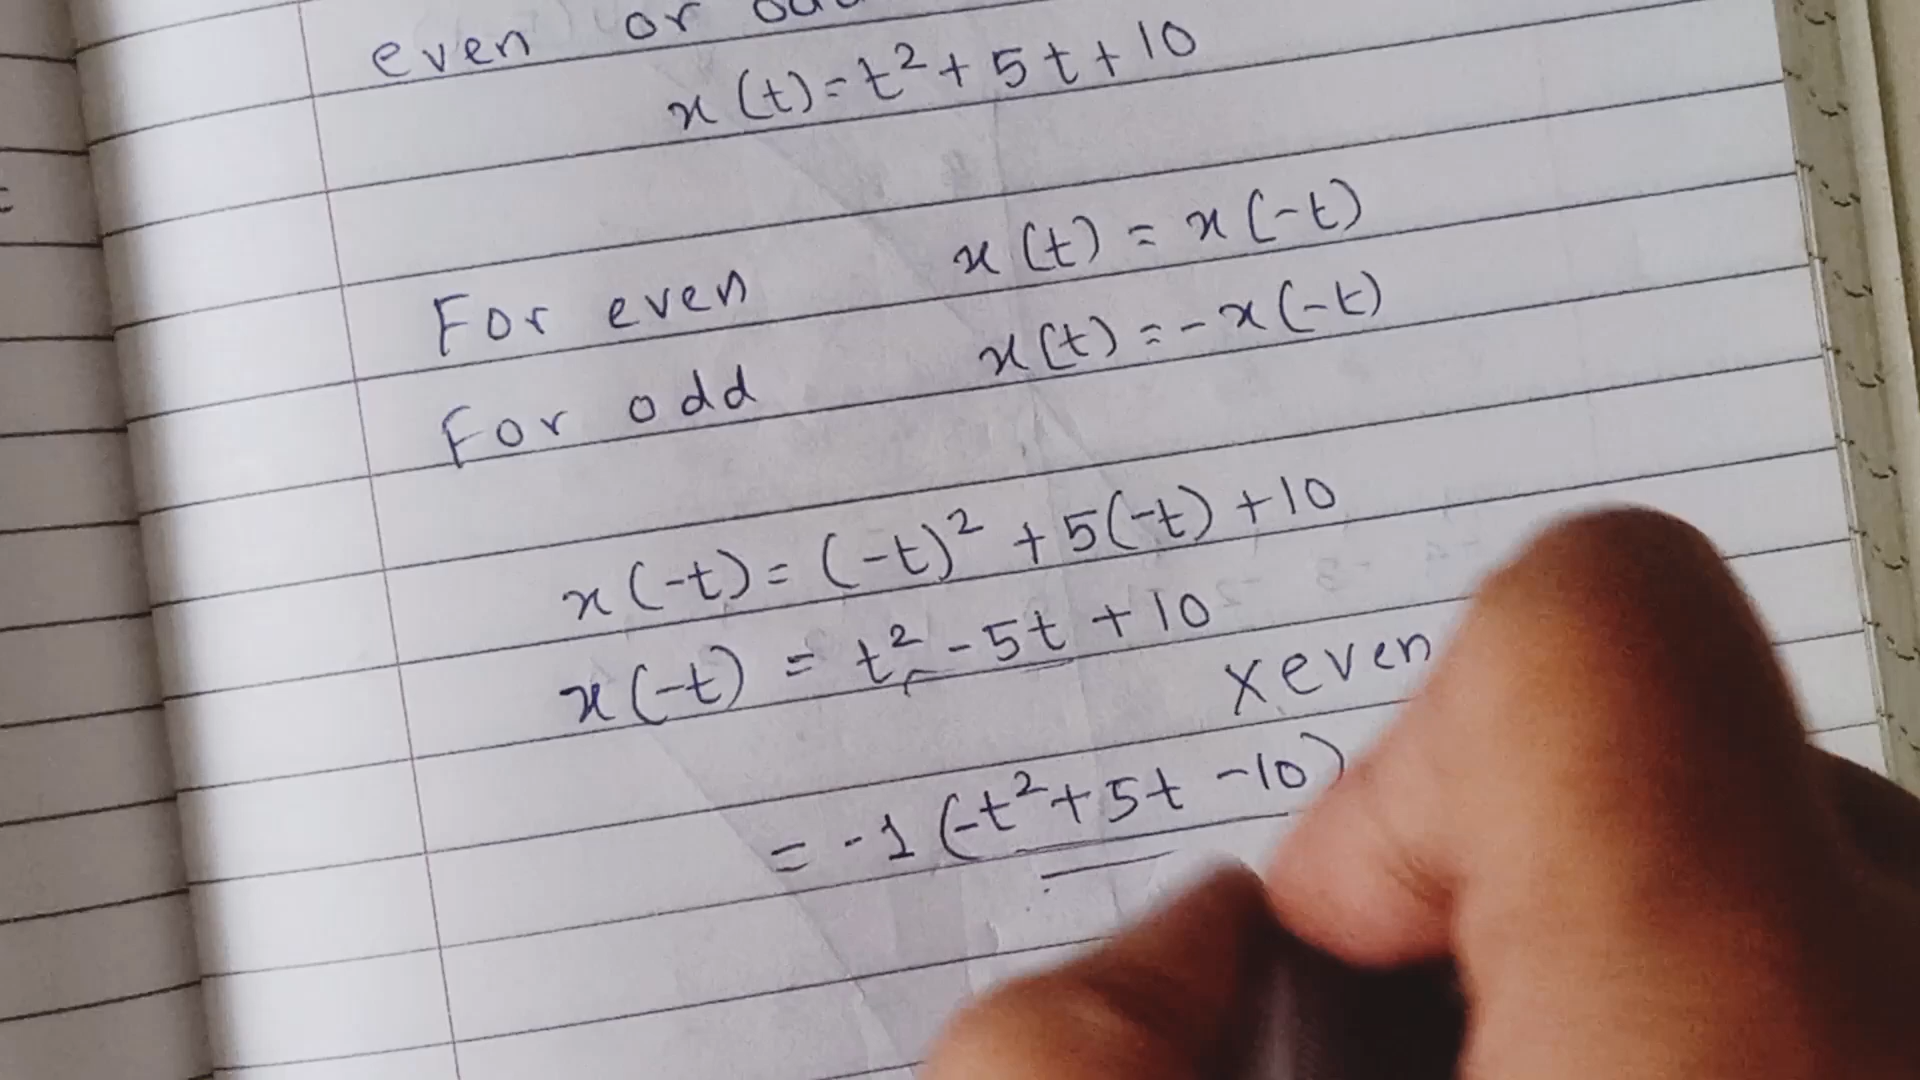 even or odd
x(t)=t²+5t+10
For even x(t) = x(-t)
For odd x(t)=-x(-t)
x(-t)=(-t)²+5(-t)+10
x(-t) = t²-5t+10
x even
= -1(-t²+5t-10)